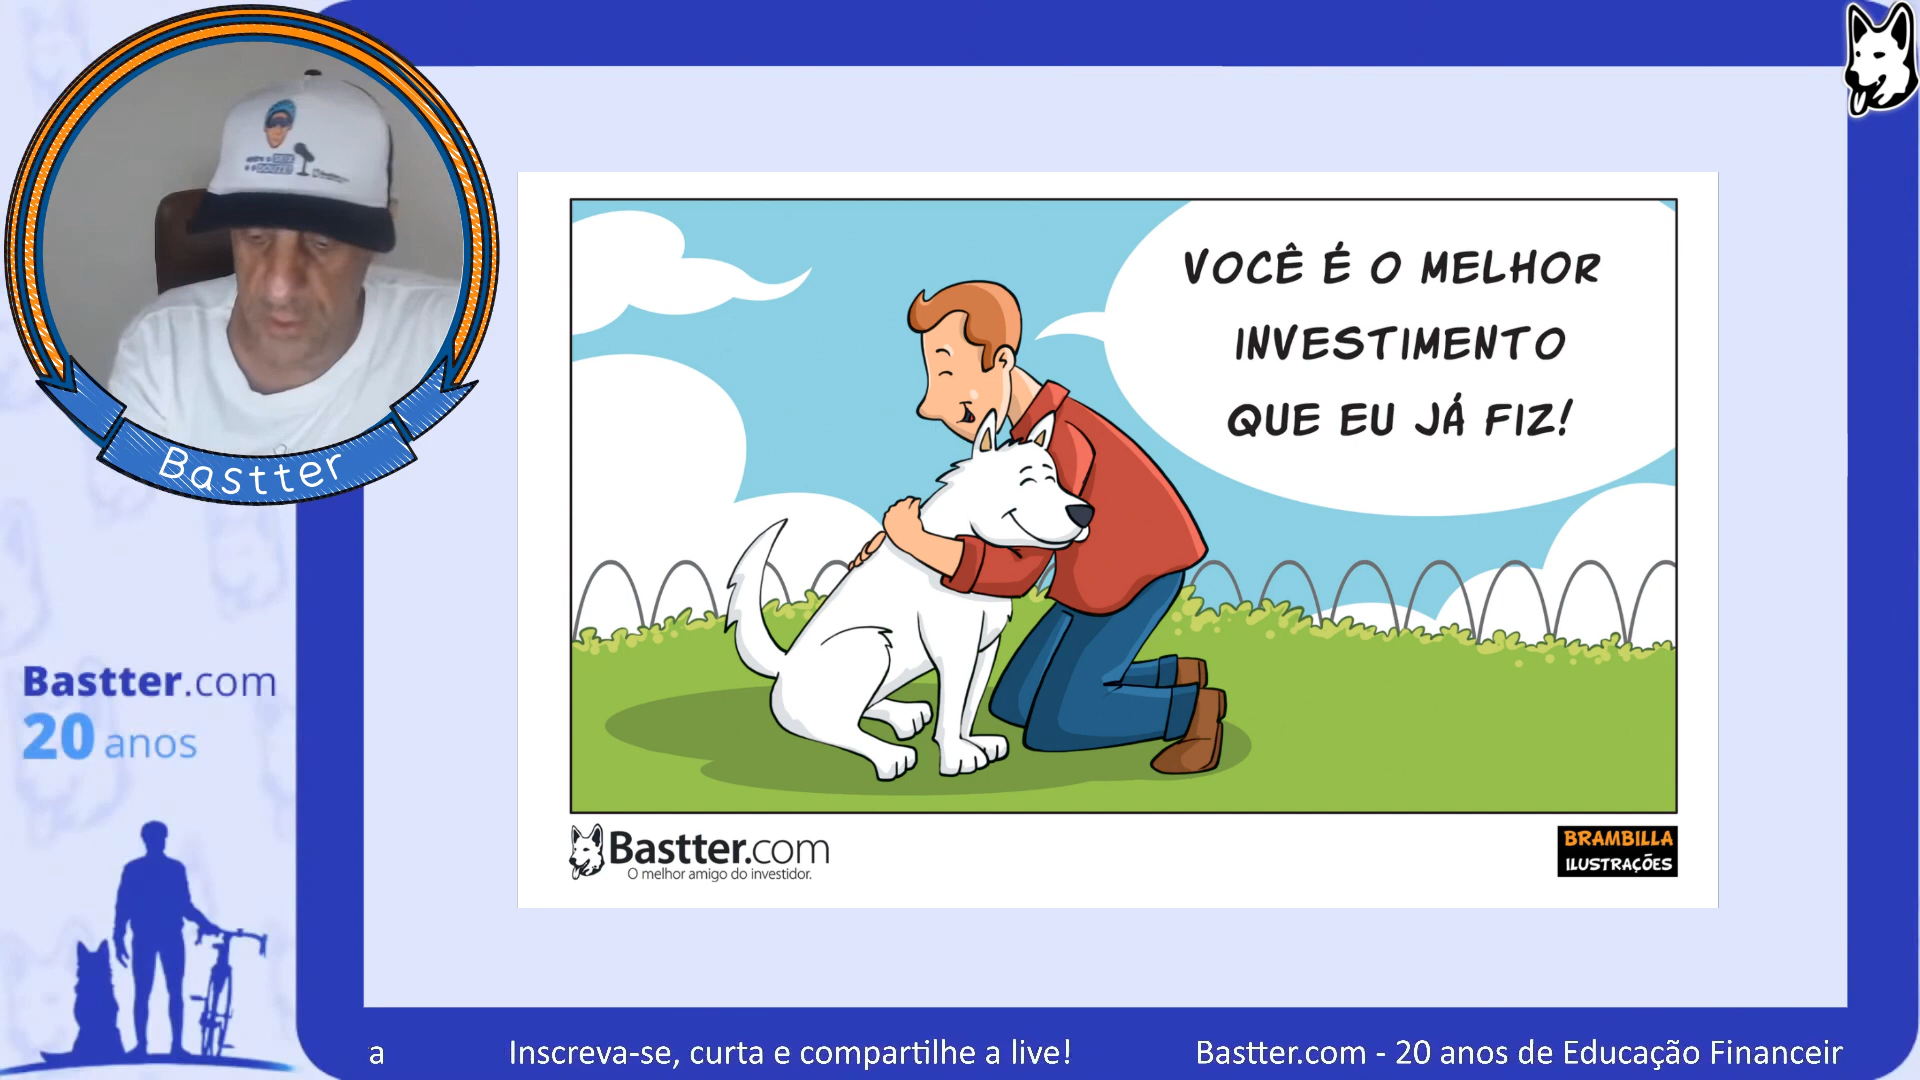 Bastter
VOCÊ É O MELHOR
INVESTIMENTO
QUE EU JÁ FIZ!
Bastter.com
20 anos
Bastter.com
O melhor amigo do investidor.
BRAMBILLA
ILUSTRAÇÕES
a Inscreva-se, curta e compartilhe a live! Bastter.com - 20 anos de Educação Financeir